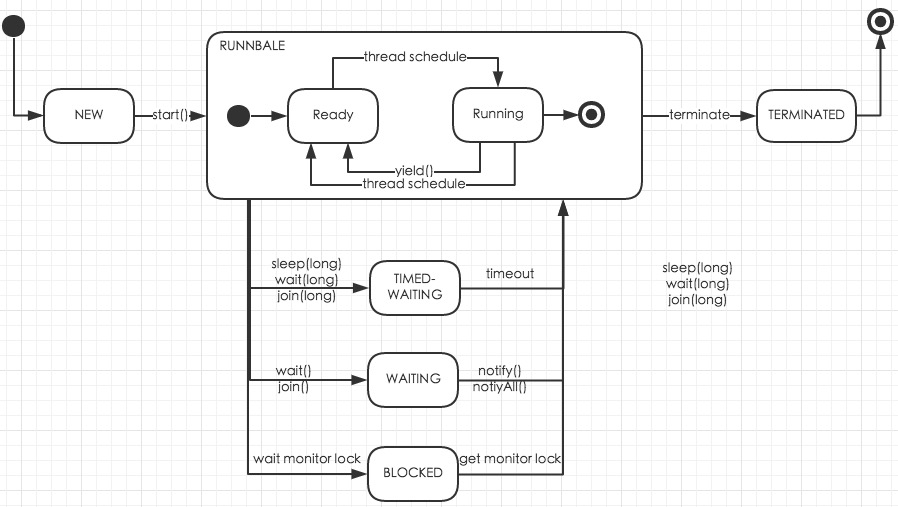 RUNNBALE
thread schedule
NEW
start()
Ready
Running
terminate
TERMINATED
yield()
thread schedule
sleep(long)
wait(long)
join(long)
TIMED-
WAITING
timeout
sleep(long)
wait(long)
join(long)
wait()
join()
WAITING
notify()
notiyAll()
wait monitor lock
BLOCKED
get monitor lock